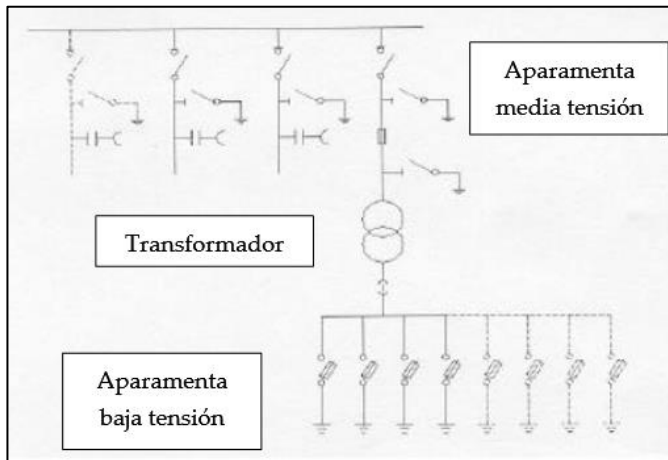 Aparamenta
media tensión
Transformador
Aparamenta
baja tensión